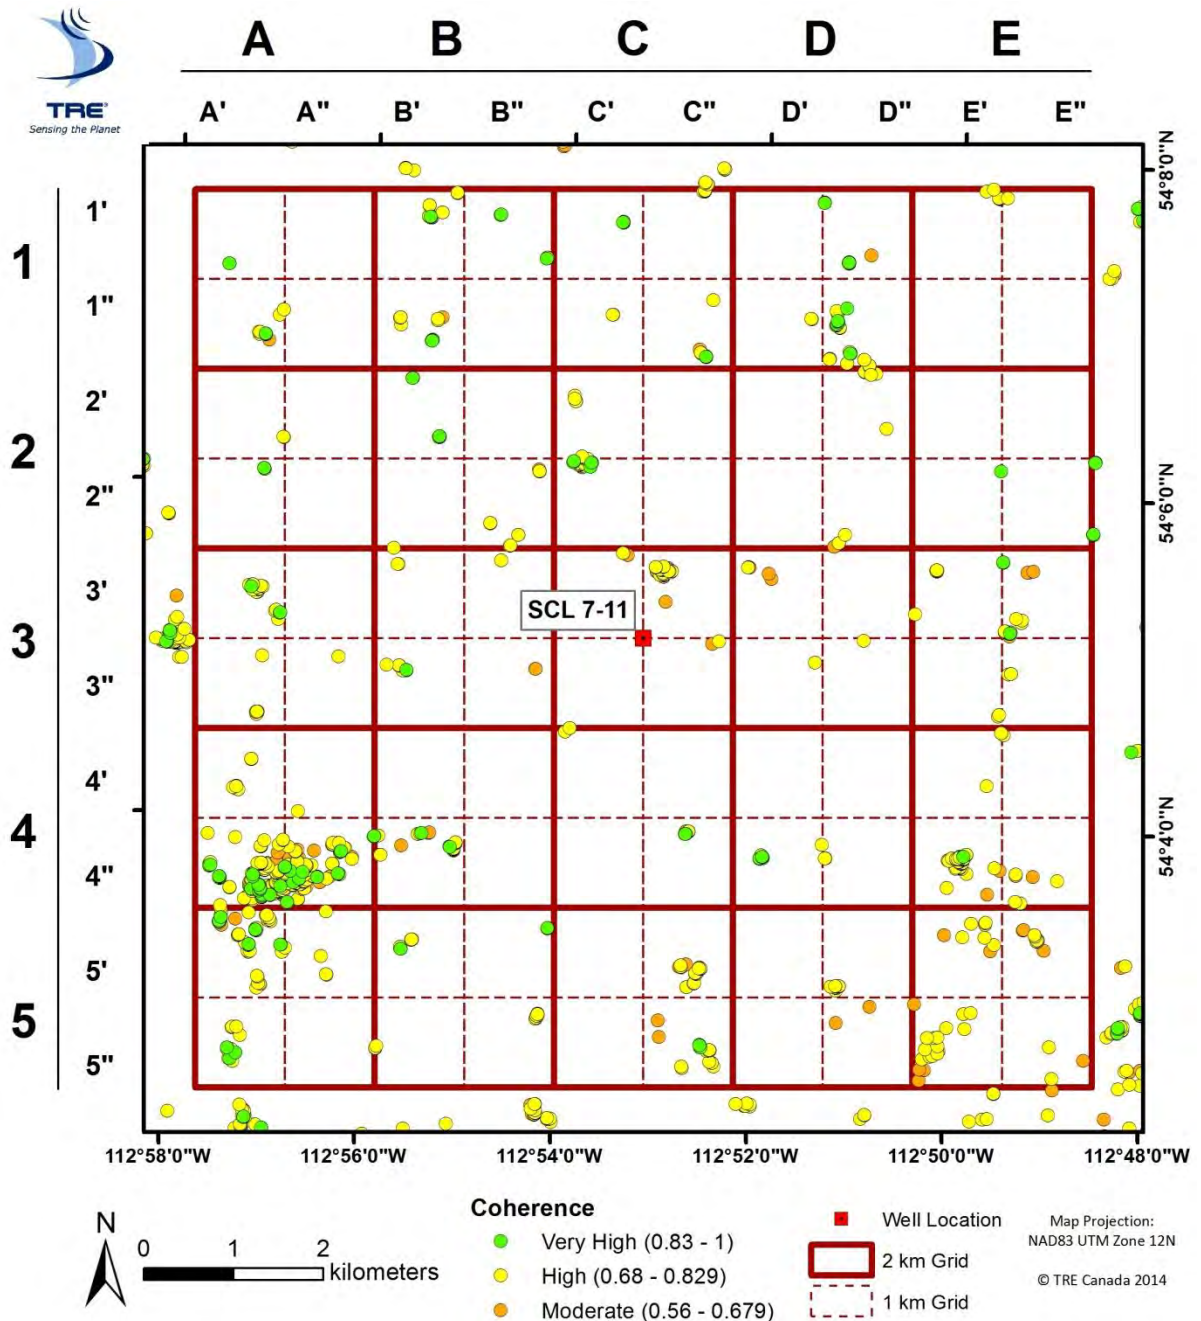 A B C D E
TRE
Sensing the Planet
A' A" B' B" C' C" D' D" E' E"
54°8'0"N
1'
1
1"
2'
2
2"
54°6'0"N
3'
SCL 7-11
3
3"
4'
4
54°4'0"N
4"
5'
5
5"
112°58'0"W 112°56'0"W 112°54'0"W 112°52'0"W 112°50'0"W 112°48'0"W
N
0 1 2
kilometers
Coherence
Very High (0.83 - 1)
High (0.68 - 0.829)
Moderate (0.56 - 0.679)
Well Location
2 km Grid
1 km Grid
Map Projection:
NAD83 UTM Zone 12N
© TRE Canada 2014